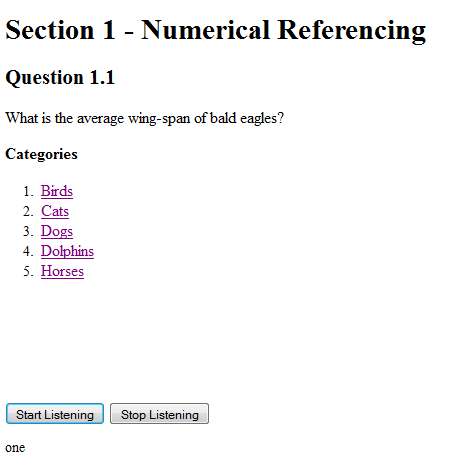 Section 1 - Numerical Referencing
Question 1.1
What is the average wing-span of bald eagles?
Categories
1. Birds
2. Cats
3. Dogs
4. Dolphins
5. Horses
Start Listening Stop Listening
one